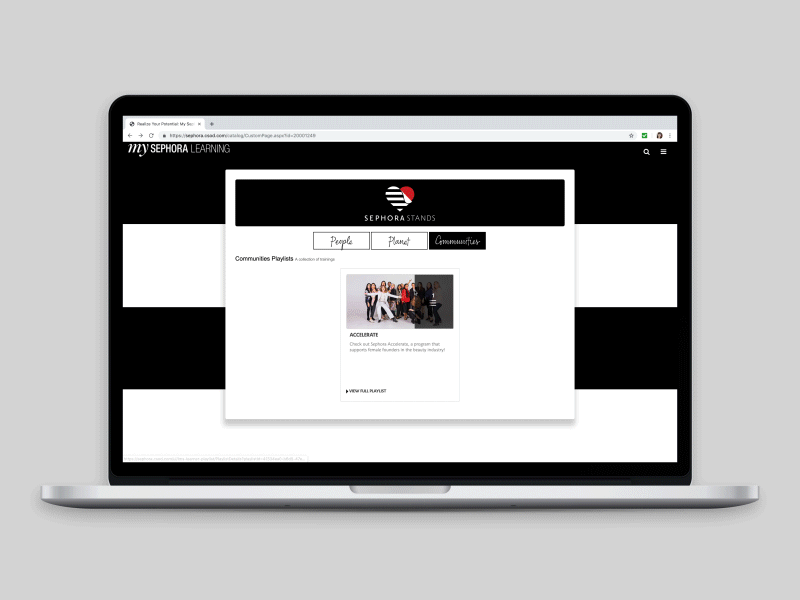 Realize Your Potential: My Sep
https://sephora.csod.com/catalog/CustomPage.aspx?id=20001249
my SEPHORA LEARNING
SEPHORA STANDS
People
Planet
Communities
Communities Playlists A collection of trainings
ACCELERATE
Check out Sephora Accelerate, a program that
supports female founders in the beauty industry!
VIEW FULL PLAYLIST